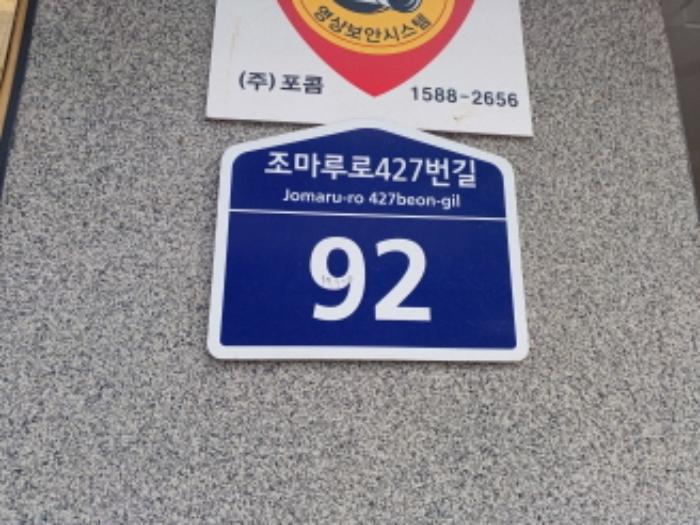 영상보안시스템
(주)포콤
1588-2656
조마루로427번길
Jomaru-ro 427beon-gil
92